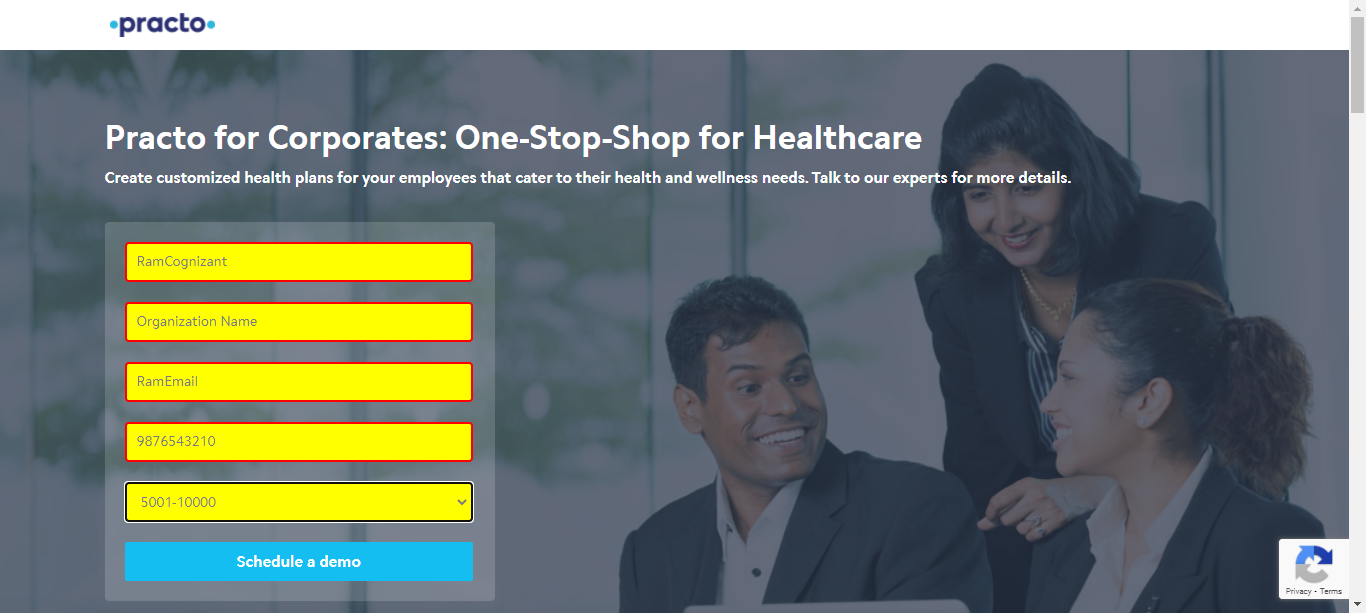 practo
Practo for Corporates: One-Stop-Shop for Healthcare
Create customized health plans for your employees that cater to their health and wellness needs. Talk to our experts for more details.
RamCognizant
Organization Name
RamEmail
9876543210
5001-10000
Schedule a demo
Privacy - Terms